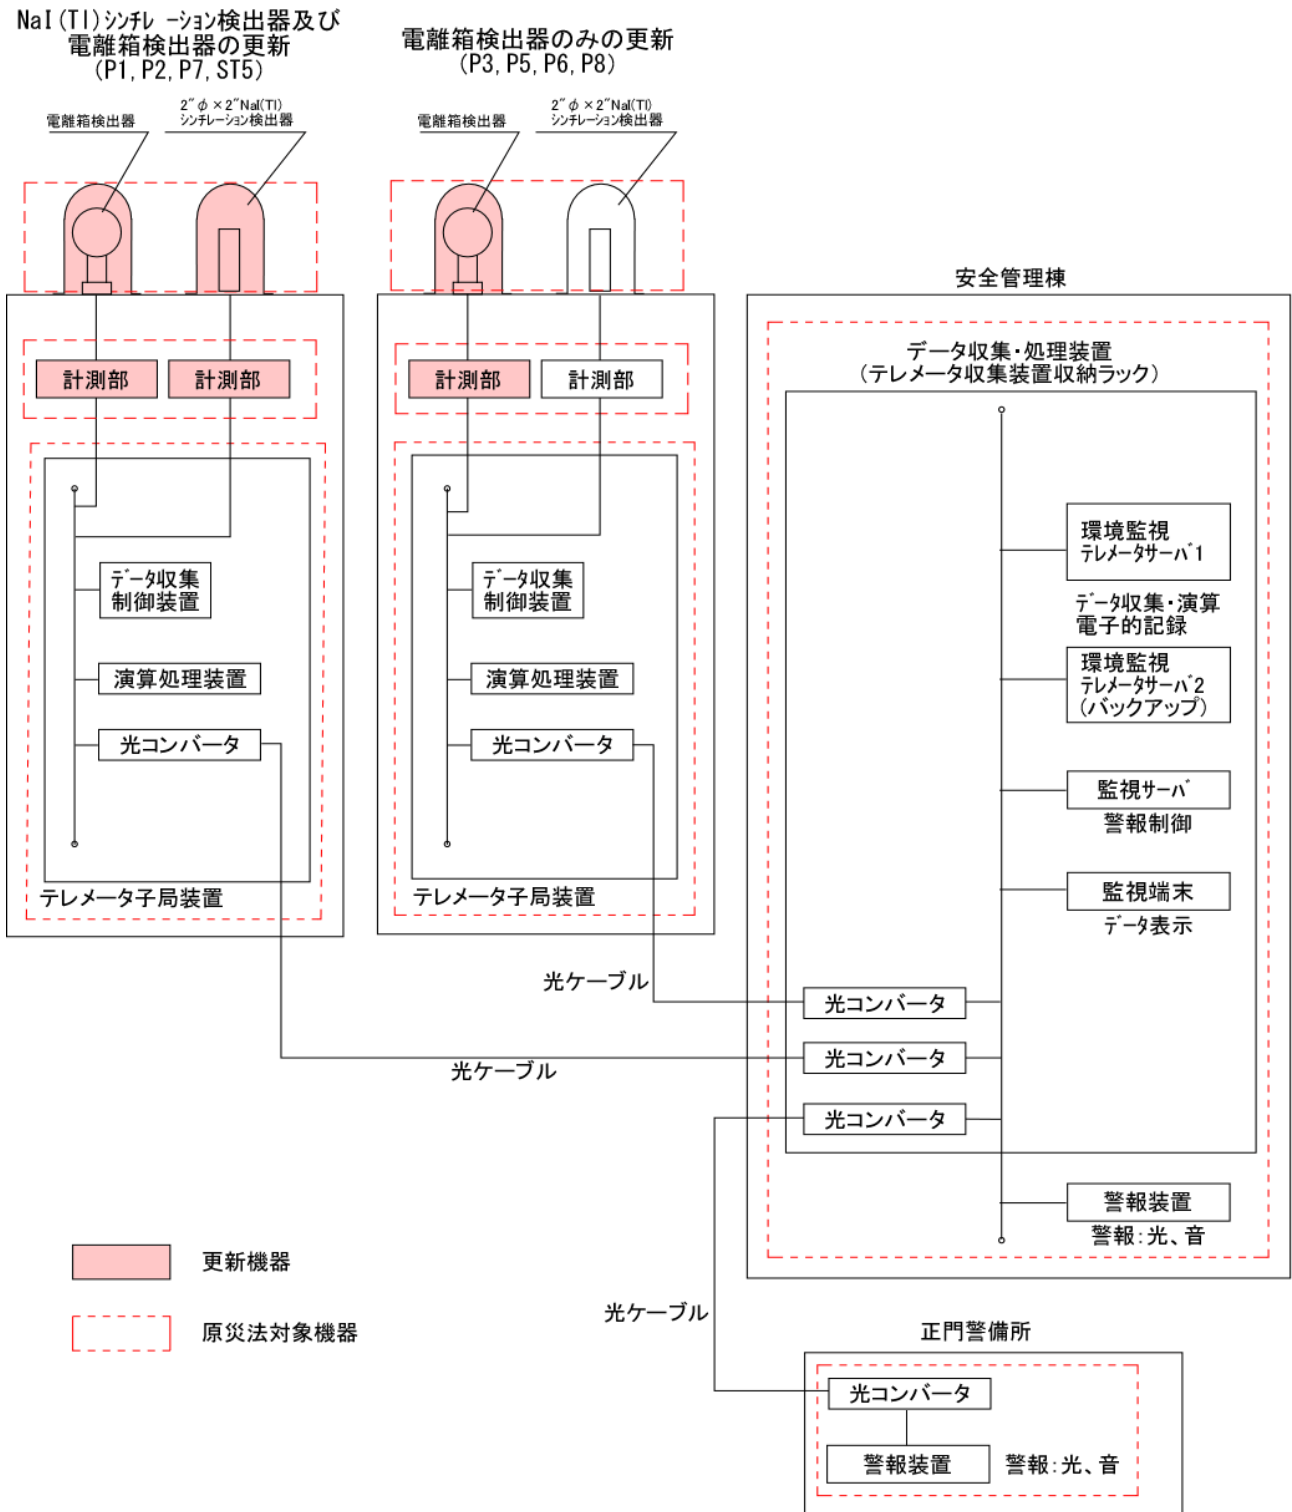 NaI(Tl)ｼﾝﾁﾚｰｼｮﾝ検出器及び
電離箱検出器の更新
(P1, P2, P7, ST5)
電離箱検出器のみの更新
(P3, P5, P6, P8)
電離箱検出器
2″φ×2″NaI(Tl)
ｼﾝﾁﾚｰｼｮﾝ検出器
電離箱検出器
2″φ×2″NaI(Tl)
ｼﾝﾁﾚｰｼｮﾝ検出器
計測部
計測部
データ収集
制御装置
演算処理装置
光コンバータ
テレメータ子局装置
計測部
計測部
データ収集
制御装置
演算処理装置
光コンバータ
テレメータ子局装置
安全管理棟
データ収集・処理装置
(テレメータ収集装置収納ラック)
環境監視
ﾃﾚﾒｰﾀｻｰﾊﾞ1
データ収集・演算
電子的記録
環境監視
ﾃﾚﾒｰﾀｻｰﾊﾞ2
(バックアップ)
監視ｻｰﾊﾞ
警報制御
監視端末
データ表示
光ケーブル
光コンバータ
光コンバータ
光ケーブル
光コンバータ
警報装置
警報:光、音
更新機器
原災法対象機器
光ケーブル
正門警備所
光コンバータ
警報装置
警報:光、音